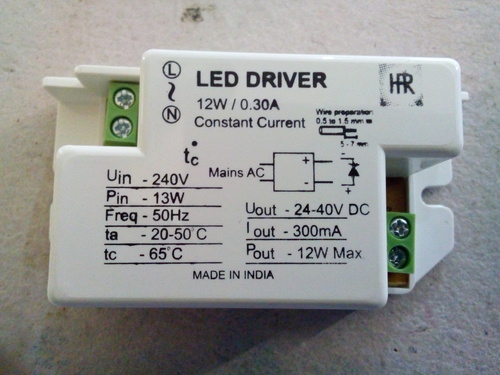 L
N
LED DRIVER
HR
12W / 0.30A
Constant Current
Wire preparation
0.5 to 1.5 mm
5 - 7 mm
tc
Mains AC
+
-
-
+
Uin - 240V
Pin - 13W
Freq - 50Hz
ta - 20-50°C
tc - 65°C
Uout - 24-40V DC
Iout - 300mA
Pout - 12W Max.
MADE IN INDIA